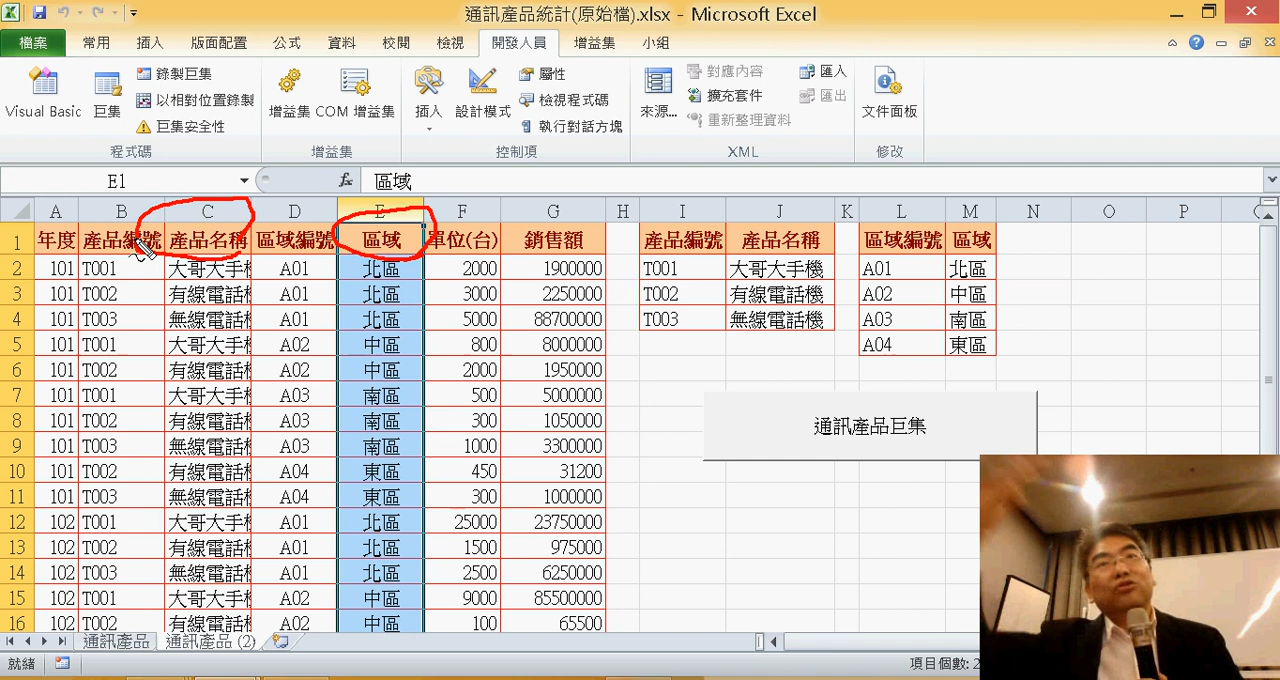 通訊產品統計(原始檔).xlsx - Microsoft Excel
檔案 常用 插入 版面配置 公式 資料 校閱 檢視 開發人員 增益集 小組
Visual Basic 巨集 錄製巨集 以相對位置錄製 巨集安全性 增益集 COM 增益集 插入 設計模式 屬性 檢視程式碼 執行對話方塊 來源... 對應內容 擴充套件 重新整理資料 匯入 匯出 文件面板
程式碼 增益集 控制項 XML 修改
E1 fx 區域
A B C D E F G H I J K L M N O P
1 年度 產品編號 產品名稱 區域編號 區域 單位(台) 銷售額 產品編號 產品名稱 區域編號 區域
2 101 T001 大哥大手機 A01 北區 2000 1900000 T001 大哥大手機 A01 北區
3 101 T002 有線電話機 A01 北區 3000 2250000 T002 有線電話機 A02 中區
4 101 T003 無線電話機 A01 北區 5000 88700000 T003 無線電話機 A03 南區
5 101 T001 大哥大手機 A02 中區 800 8000000 A04 東區
6 101 T002 有線電話機 A02 中區 2000 1950000
7 101 T001 大哥大手機 A03 南區 500 5000000
8 101 T002 有線電話機 A03 南區 300 1050000
通訊產品巨集
9 101 T003 無線電話機 A03 南區 1000 3300000
10 101 T002 有線電話機 A04 東區 450 31200
11 101 T003 無線電話機 A04 東區 300 1000000
12 102 T001 大哥大手機 A01 北區 25000 23750000
13 102 T002 有線電話機 A01 北區 1500 975000
14 102 T003 無線電話機 A01 北區 2500 6250000
15 102 T001 大哥大手機 A02 中區 9000 85500000
16 102 T002 有線電話機 A02 中區 100 65500
通訊產品 通訊產品 (2)
就緒 項目個數: 2